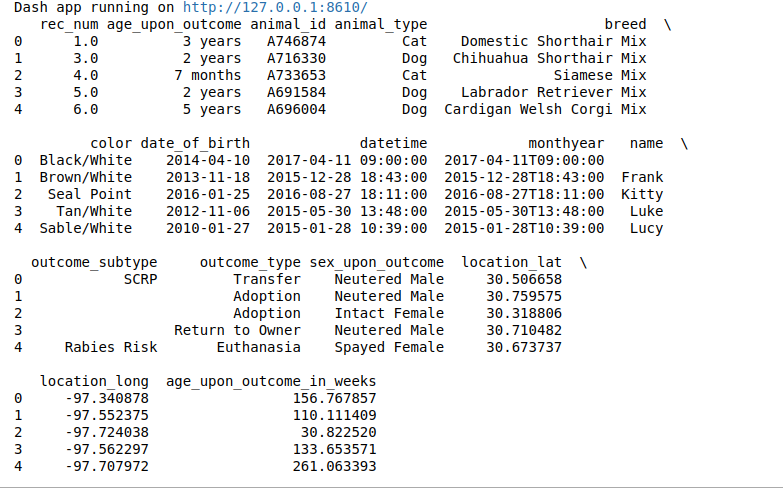 Dash app running on http://127.0.0.1:8610/
   rec_num age_upon_outcome animal_id animal_type                     breed  \
0      1.0          3 years   A746874         Cat    Domestic Shorthair Mix
1      3.0          2 years   A716330         Dog   Chihuahua Shorthair Mix
2      4.0         7 months   A733653         Cat               Siamese Mix
3      5.0          2 years   A691584         Dog    Labrador Retriever Mix
4      6.0          5 years   A696004         Dog  Cardigan Welsh Corgi Mix
         color date_of_birth             datetime            monthyear   name  \
0  Black/White    2014-04-10  2017-04-11 09:00:00  2017-04-11T09:00:00
1  Brown/White    2013-11-18  2015-12-28 18:43:00  2015-12-28T18:43:00  Frank
2   Seal Point    2016-01-25  2016-08-27 18:11:00  2016-08-27T18:11:00  Kitty
3    Tan/White    2012-11-06  2015-05-30 13:48:00  2015-05-30T13:48:00   Luke
4  Sable/White    2010-01-27  2015-01-28 10:39:00  2015-01-28T10:39:00   Lucy
  outcome_subtype     outcome_type sex_upon_outcome  location_lat  \
0            SCRP         Transfer    Neutered Male     30.506658
1                         Adoption    Neutered Male     30.759575
2                         Adoption    Intact Female     30.318806
3                  Return to Owner    Neutered Male     30.710482
4     Rabies Risk       Euthanasia    Spayed Female     30.673737
   location_long  age_upon_outcome_in_weeks
0     -97.340878                 156.767857
1     -97.552375                 110.111409
2     -97.724038                  30.822520
3     -97.562297                 133.653571
4     -97.707972                 261.063393